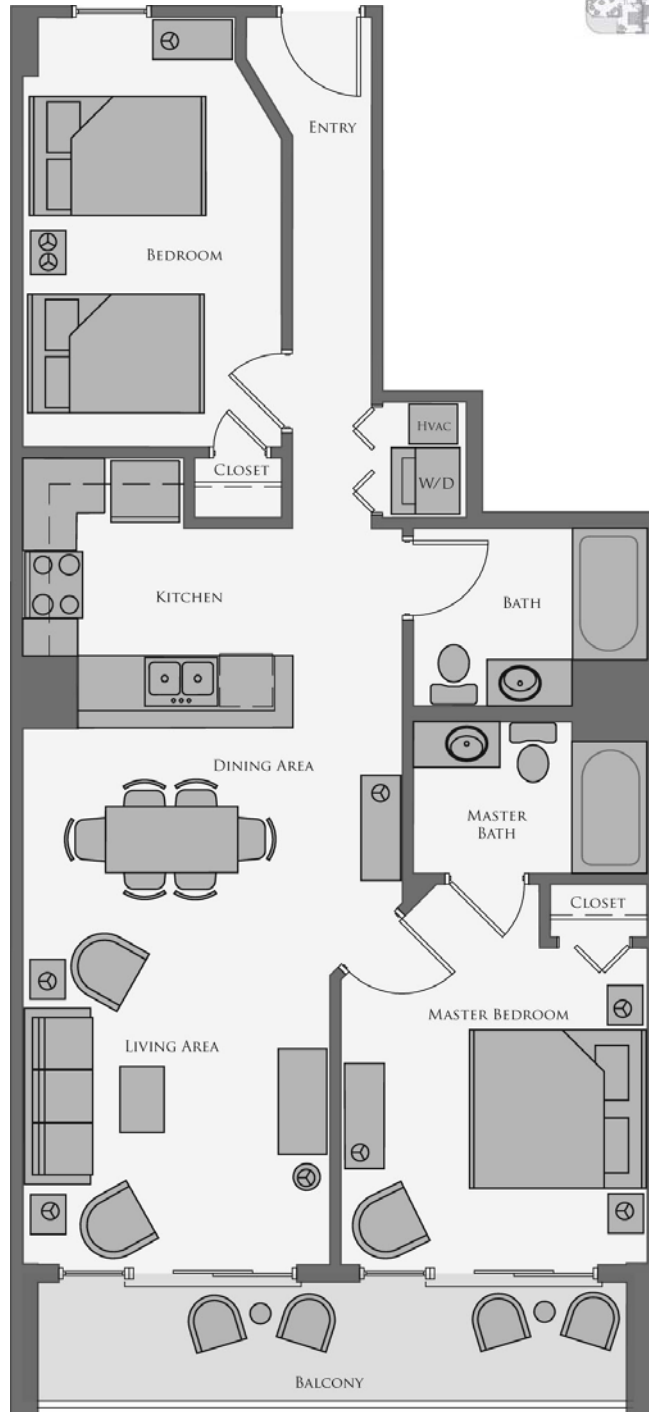 Entry
Bedroom
Hvac
Closet
W/D
Kitchen
Bath
Dining Area
Master
Bath
Closet
Master Bedroom
Living Area
Balcony